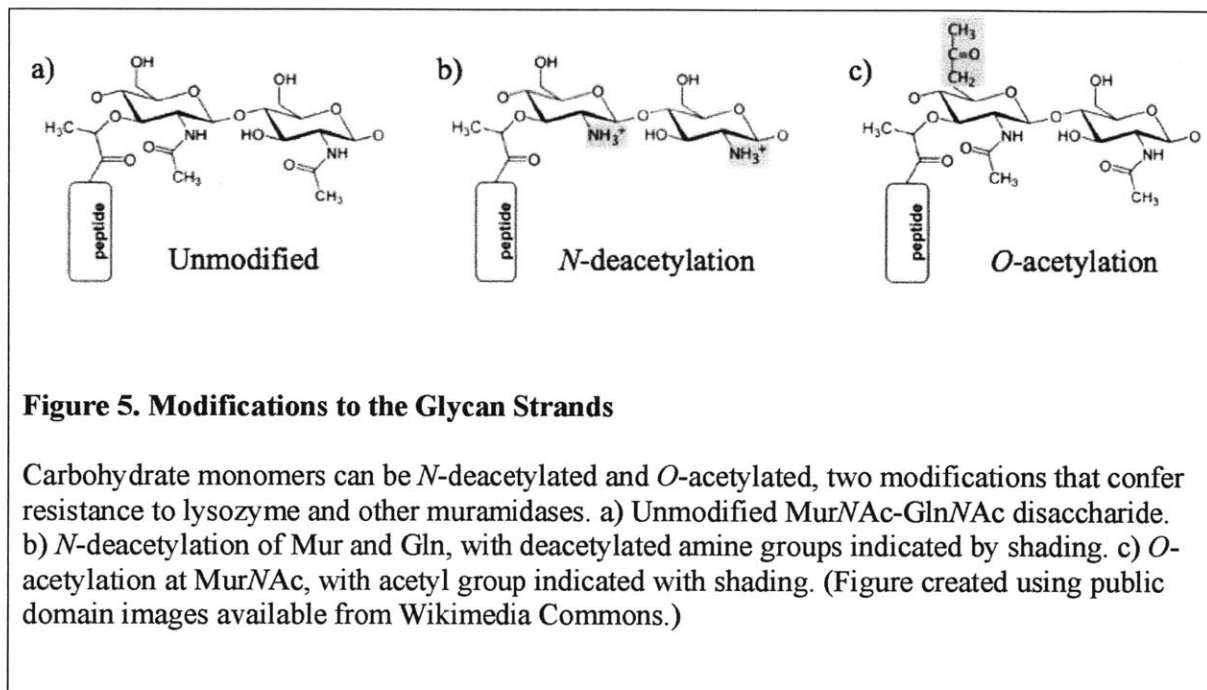 a)
OH
O
O
OH
O
O
H₃C
O
NH
HO
O
O
O
NH
CH₃
O
CH₃
peptide
Unmodified
b)
OH
O
O
OH
O
O
H₃C
O
NH₃⁺
HO
O
O
NH₃⁺
peptide
N-deacetylation
c)
CH₃
C=O
CH₂
O
O
OH
O
O
H₃C
O
NH
HO
O
O
O
NH
CH₃
O
CH₃
peptide
O-acetylation
Figure 5. Modifications to the Glycan Strands
Carbohydrate monomers can be N-deacetylated and O-acetylated, two modifications that confer
resistance to lysozyme and other muramidases. a) Unmodified MurNAc-GlnNAc disaccharide.
b) N-deacetylation of Mur and Gln, with deacetylated amine groups indicated by shading. c) O-
acetylation at MurNAc, with acetyl group indicated with shading. (Figure created using public
domain images available from Wikimedia Commons.)